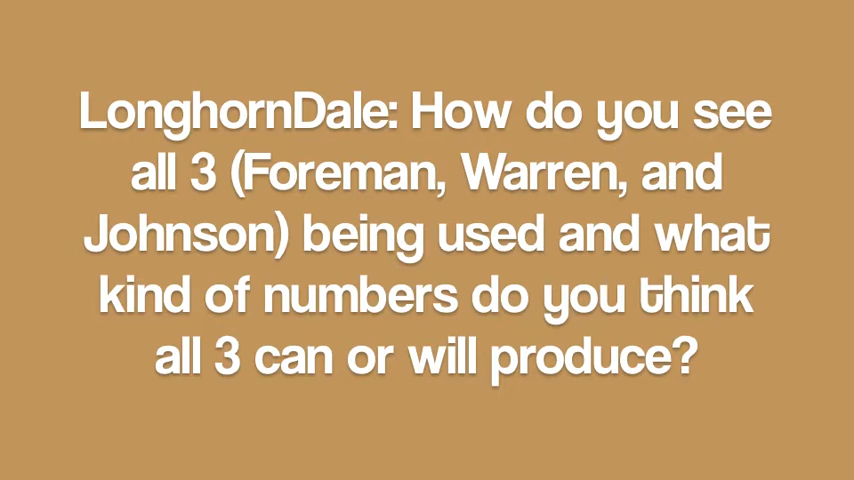 LonghornDale: How do you see
all 3 (Foreman, Warren, and
Johnson) being used and what
kind of numbers do you think
all 3 can or will produce?